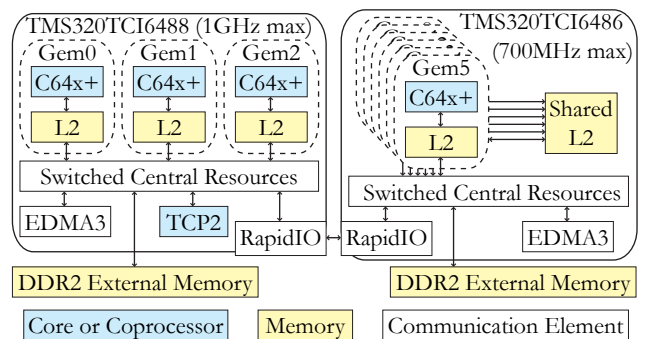 TMS320TCI6488 (1GHz max)
Gem0 Gem1 Gem2
C64x+ C64x+ C64x+
L2 L2 L2
Switched Central Resources
EDMA3 TCP2 RapidIO
DDR2 External Memory
TMS320TCI6486
(700MHz max)
Gem5
C64x+
L2
Shared
L2
Switched Central Resources
RapidIO EDMA3
DDR2 External Memory
Core or Coprocessor Memory Communication Element